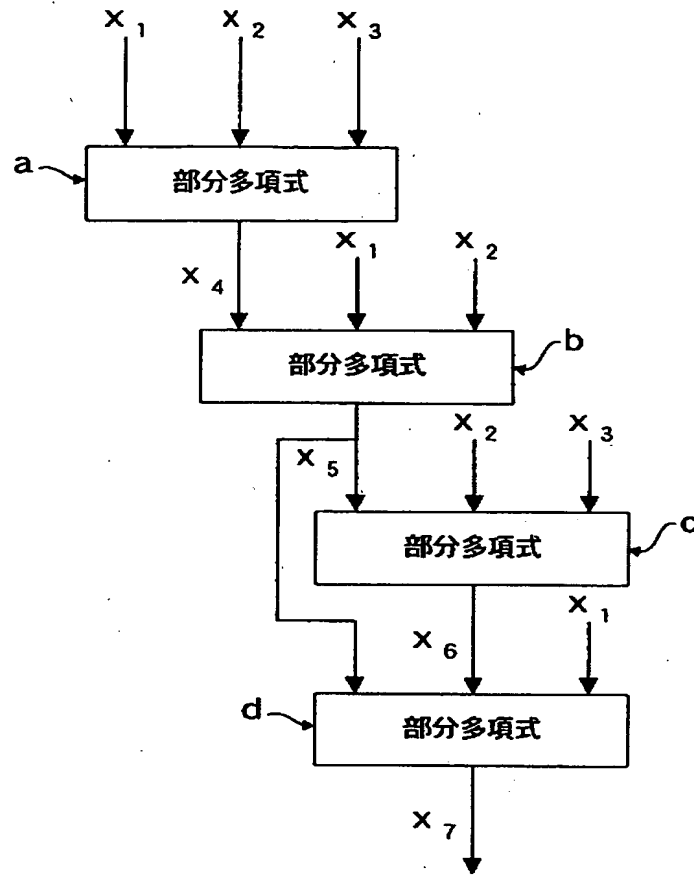 x₁ x₂ x₃
a
部分多項式
x₄ x₁ x₂
部分多項式
b
x₅ x₂ x₃
部分多項式
c
x₆ x₁
d
部分多項式
x₇